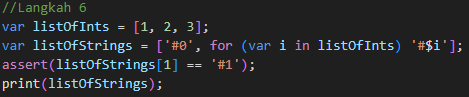 //Langkah 6
var listOfInts = [1, 2, 3];
var listOfStrings = ['#0', for (var i in listOfInts) '#$i'];
assert(listOfStrings[1] == '#1');
print(listOfStrings);